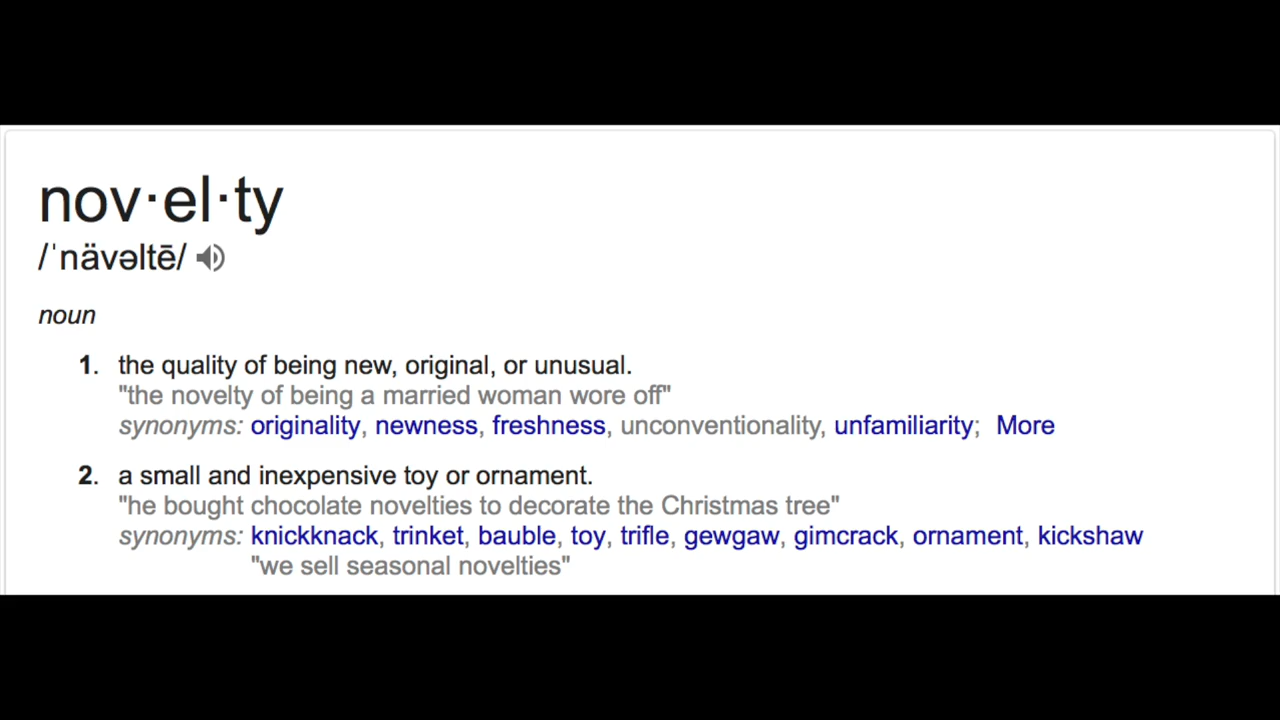 nov·el·ty
/ˈnävəltē/
noun
1. the quality of being new, original, or unusual.
"the novelty of being a married woman wore off"
synonyms: originality, newness, freshness, unconventionality, unfamiliarity; More
2. a small and inexpensive toy or ornament.
"he bought chocolate novelties to decorate the Christmas tree"
synonyms: knickknack, trinket, bauble, toy, trifle, gewgaw, gimcrack, ornament, kickshaw
"we sell seasonal novelties"